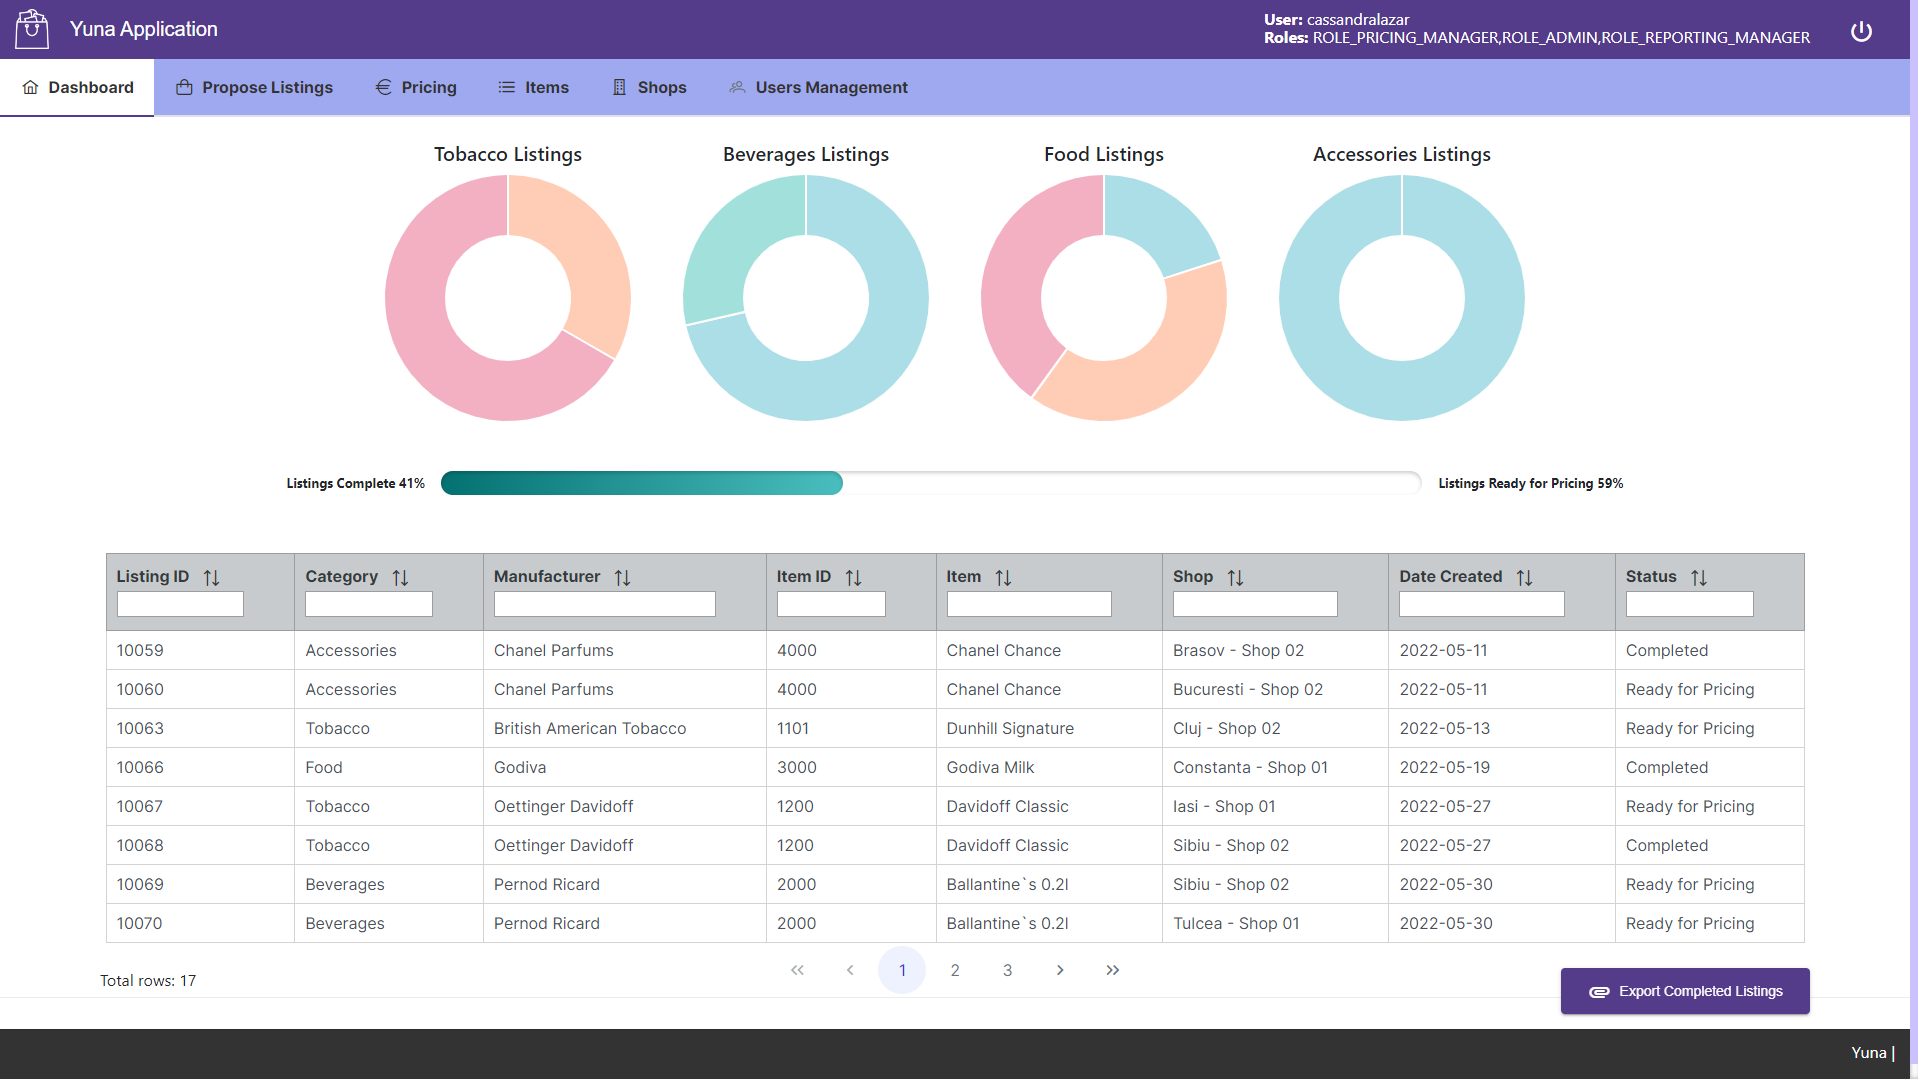 Yuna Application
User: cassandralazar
Roles: ROLE_PRICING_MANAGER,ROLE_ADMIN,ROLE_REPORTING_MANAGER
Dashboard Propose Listings Pricing Items Shops Users Management
Tobacco Listings Beverages Listings Food Listings Accessories Listings
Listings Complete 41% Listings Ready for Pricing 59%
Listing ID Category Manufacturer Item ID Item Shop Date Created Status
10059 Accessories Chanel Parfums 4000 Chanel Chance Brasov - Shop 02 2022-05-11 Completed
10060 Accessories Chanel Parfums 4000 Chanel Chance Bucuresti - Shop 02 2022-05-11 Ready for Pricing
10063 Tobacco British American Tobacco 1101 Dunhill Signature Cluj - Shop 02 2022-05-13 Ready for Pricing
10066 Food Godiva 3000 Godiva Milk Constanta - Shop 01 2022-05-19 Completed
10067 Tobacco Oettinger Davidoff 1200 Davidoff Classic Iasi - Shop 01 2022-05-27 Ready for Pricing
10068 Tobacco Oettinger Davidoff 1200 Davidoff Classic Sibiu - Shop 02 2022-05-27 Completed
10069 Beverages Pernod Ricard 2000 Ballantine`s 0.2l Sibiu - Shop 02 2022-05-30 Ready for Pricing
10070 Beverages Pernod Ricard 2000 Ballantine`s 0.2l Tulcea - Shop 01 2022-05-30 Ready for Pricing
Total rows: 17 « ‹ 1 2 3 › »
Export Completed Listings
Yuna |